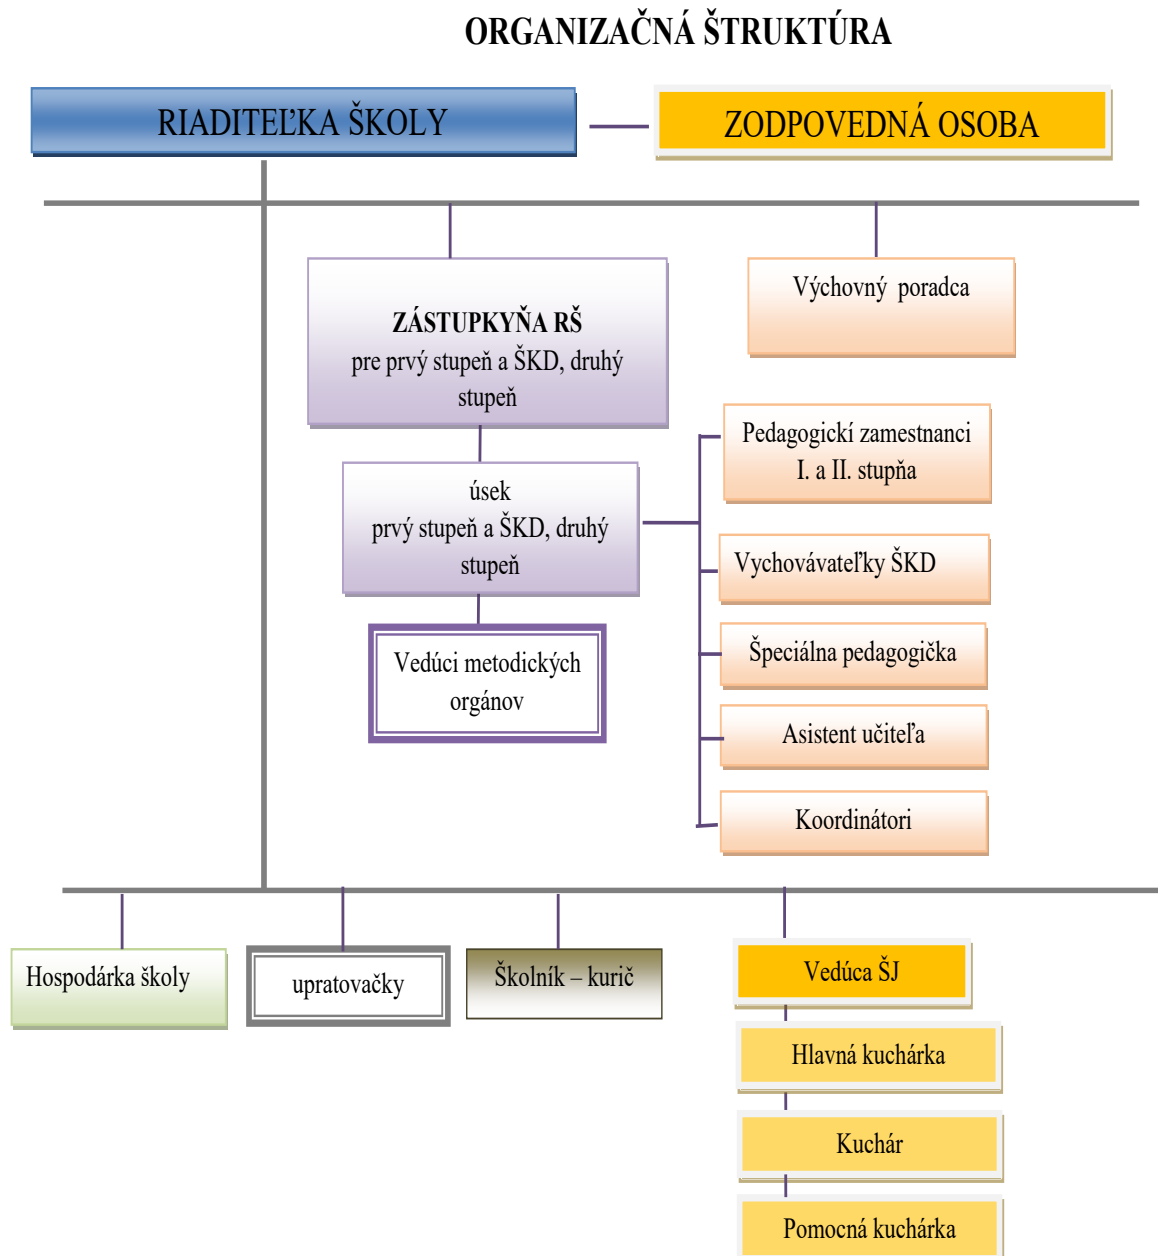 ORGANIZAČNÁ ŠTRUKTÚRA
RIADITEĽKA ŠKOLY
ZODPOVEDNÁ OSOBA
ZÁSTUPKYŇA RŠ
pre prvý stupeň a ŠKD, druhý
stupeň
Výchovný poradca
úsek
prvý stupeň a ŠKD, druhý
stupeň
Vedúci metodických
orgánov
Pedagogickí zamestnanci
I. a II. stupňa
Vychovávateľky ŠKD
Špeciálna pedagogička
Asistent učiteľa
Koordinátori
Hospodárka školy
upratovačky
Školník – kurič
Vedúca ŠJ
Hlavná kuchárka
Kuchár
Pomocná kuchárka